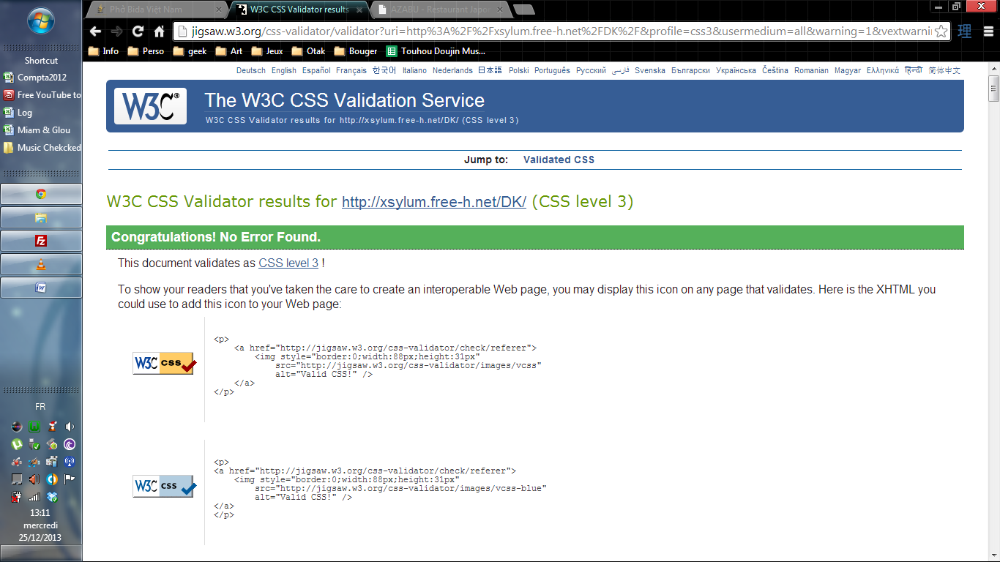 Shortcut
Compta2012
Free YouTube to
Log
Miam & Glou
Music Chekcked
FR
13:11
mercredi
25/12/2013
Phở Bida Việt Nam
W3C CSS Validator results
AZABU - Restaurant Japo
jigsaw.w3.org/css-validator/validator?uri=http%3A%2F%2Fxsylum.free-h.net%2FDK%2F&profile=css3&usermedium=all&warning=1&vextwarnin
理
Info Perso geek Art Jeux Otak Bouger Touhou Doujin Mus...
Deutsch English Español Français 한국어 Italiano Nederlands 日本語 Polski Português Русский فارسی Svenska Български Українська Čeština Romanian Magyar Ελληνικά हिन्दी 简体中文
W3C®
The W3C CSS Validation Service
W3C CSS Validator results for http://xsylum.free-h.net/DK/ (CSS level 3)
Jump to: Validated CSS
W3C CSS Validator results for http://xsylum.free-h.net/DK/ (CSS level 3)
Congratulations! No Error Found.
This document validates as CSS level 3 !
To show your readers that you've taken the care to create an interoperable Web page, you may display this icon on any page that validates. Here is the XHTML you
could use to add this icon to your Web page:
W3C css
<p>
<a href="http://jigsaw.w3.org/css-validator/check/referer">
<img style="border:0;width:88px;height:31px"
src="http://jigsaw.w3.org/css-validator/images/vcss"
alt="Valid CSS!" />
</a>
</p>
W3C css
<p>
<a href="http://jigsaw.w3.org/css-validator/check/referer">
<img style="border:0;width:88px;height:31px"
src="http://jigsaw.w3.org/css-validator/images/vcss-blue"
alt="Valid CSS!" />
</a>
</p>